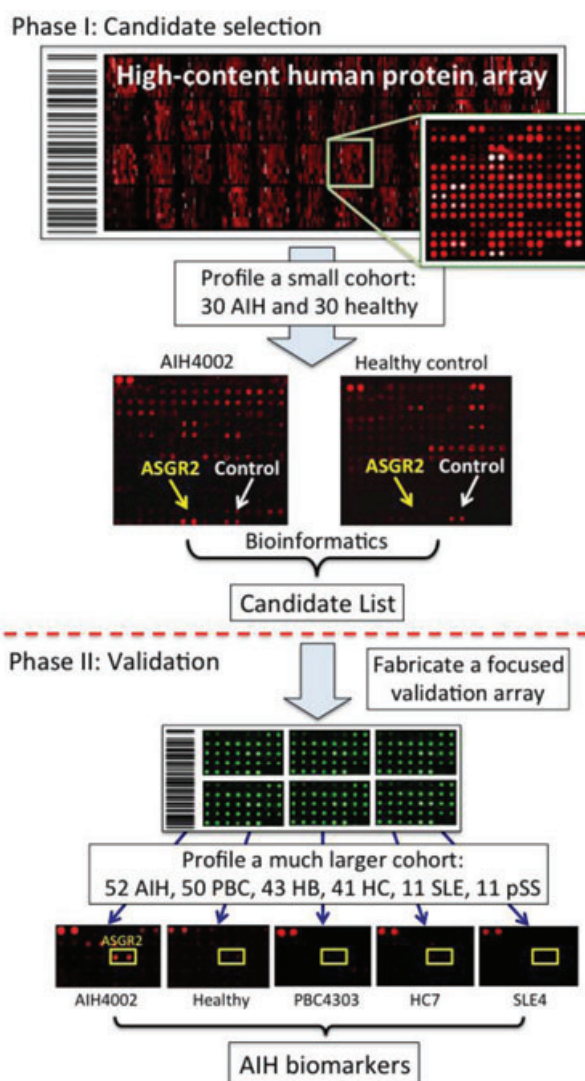 Phase I: Candidate selection
High-content human protein array
Profile a small cohort:
30 AIH and 30 healthy
AIH4002
Healthy control
ASGR2
Control
ASGR2
Control
Bioinformatics
Candidate List
Phase II: Validation
Fabricate a focused
validation array
Profile a much larger cohort:
52 AIH, 50 PBC, 43 HB, 41 HC, 11 SLE, 11 pSS
ASGR2
AIH4002
Healthy
PBC4303
HC7
SLE4
AIH biomarkers